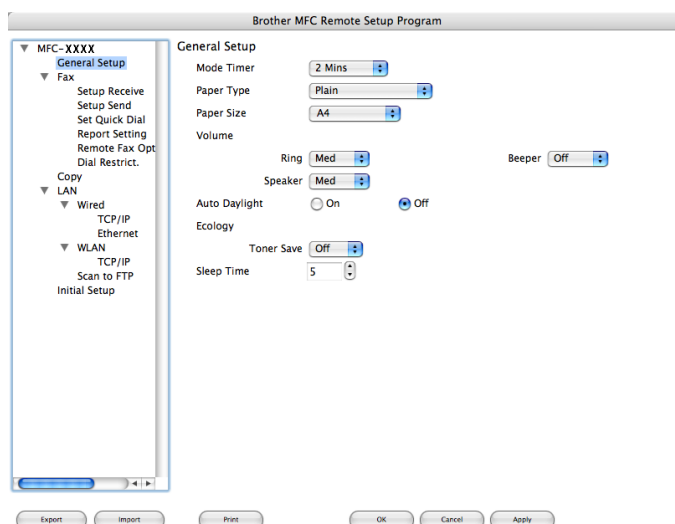 Brother MFC Remote Setup Program
MFC-XXXX
General Setup
Fax
Setup Receive
Setup Send
Set Quick Dial
Report Setting
Remote Fax Opt
Dial Restrict.
Copy
LAN
Wired
TCP/IP
Ethernet
WLAN
TCP/IP
Scan to FTP
Initial Setup
General Setup
Mode Timer 2 Mins
Paper Type Plain
Paper Size A4
Volume
Ring Med Beeper Off
Speaker Med
Auto Daylight On Off
Ecology
Toner Save Off
Sleep Time 5
Export Import Print OK Cancel Apply